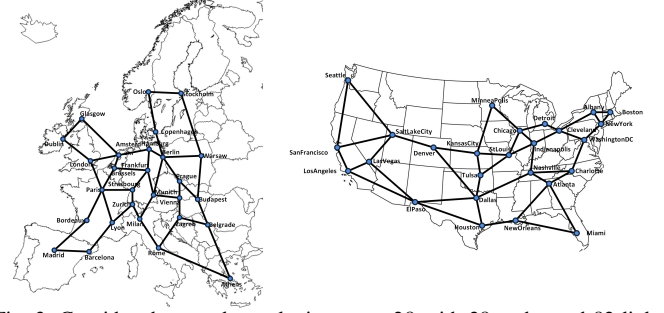 Oslo
Stockholm
Glasgow
Copenhagen
Dublin
Amsterdam
Hamburg
Berlin
London
Warsaw
Brussels
Frankfurt
Prague
Paris
Strasbourg
Munich
Vienna
Budapest
Zurich
Bordeaux
Lyon
Milan
Zagreb
Belgrade
Madrid
Barcelona
Rome
Athens
Seattle
MinneaPolis
Albany
Boston
Detroit
NewYork
SaltLakeCity
Chicago
Cleveland
SanFrancisco
KansasCity
WashingtonDC
Denver
StLouis
Indianapolis
LasVegas
LosAngeles
Tulsa
Nashville
Charlotte
Atlanta
ElPaso
Dallas
Houston
NewOrleans
Miami